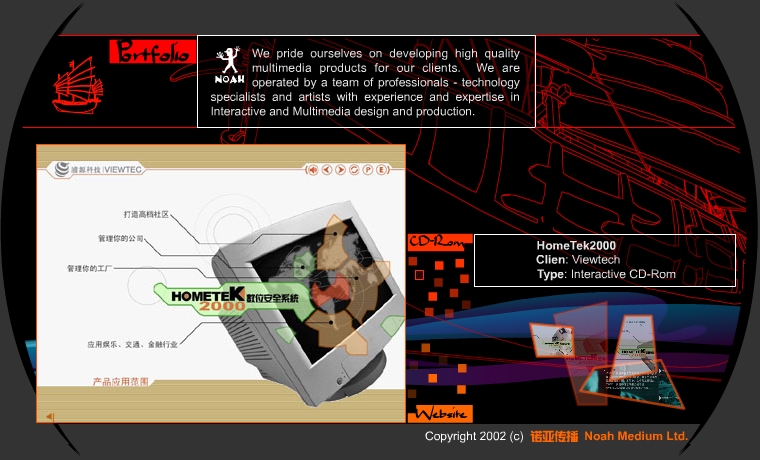 Portfolio
NOAH
We pride ourselves on developing high quality
multimedia products for our clients. We are
operated by a team of professionals - technology
specialists and artists with experience and expertise in
Interactive and Multimedia design and production.
浦源科技 | VIEWTEC
P E
打造高档社区
管理你的公司
管理你的工厂
HOMETEK 數位安全系統
2000
应用娱乐、交通、金融行业
产品应用范围
CD-Rom
HomeTek2000
Clien: Viewtech
Type: Interactive CD-Rom
Website
Copyright 2002 (c) 诺亚传播 Noah Medium Ltd.